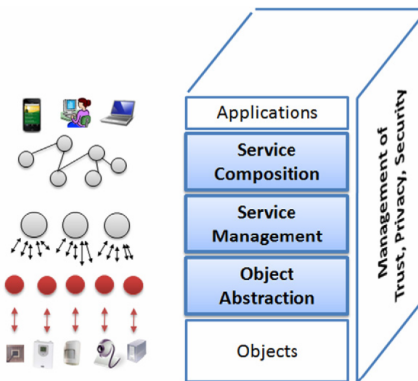 Applications
Service
Composition
Service
Management
Object
Abstraction
Objects
Management of
Trust, Privacy, Security